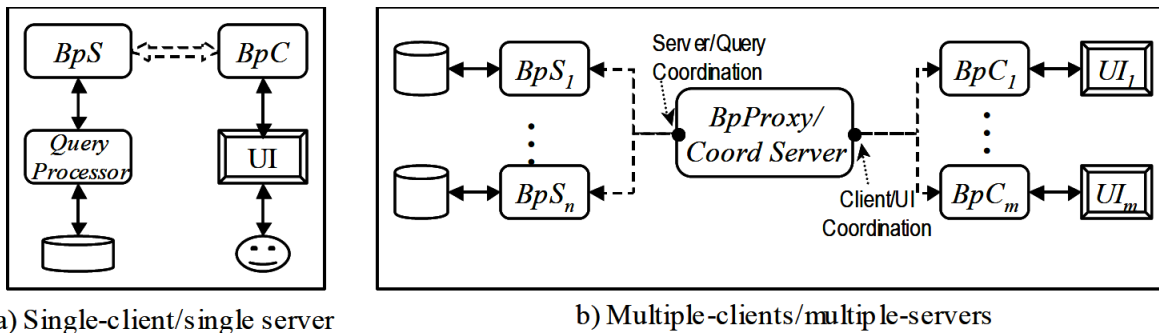 BpS
BpC
Query
Processor
UI
a) Single-client/single server
Server/Query
Coordination
BpS1
BpSn
BpProxy/
Coord Server
Client/UI
Coordination
BpC1
UI1
BpCm
UIm
b) Multiple-clients/multiple-servers